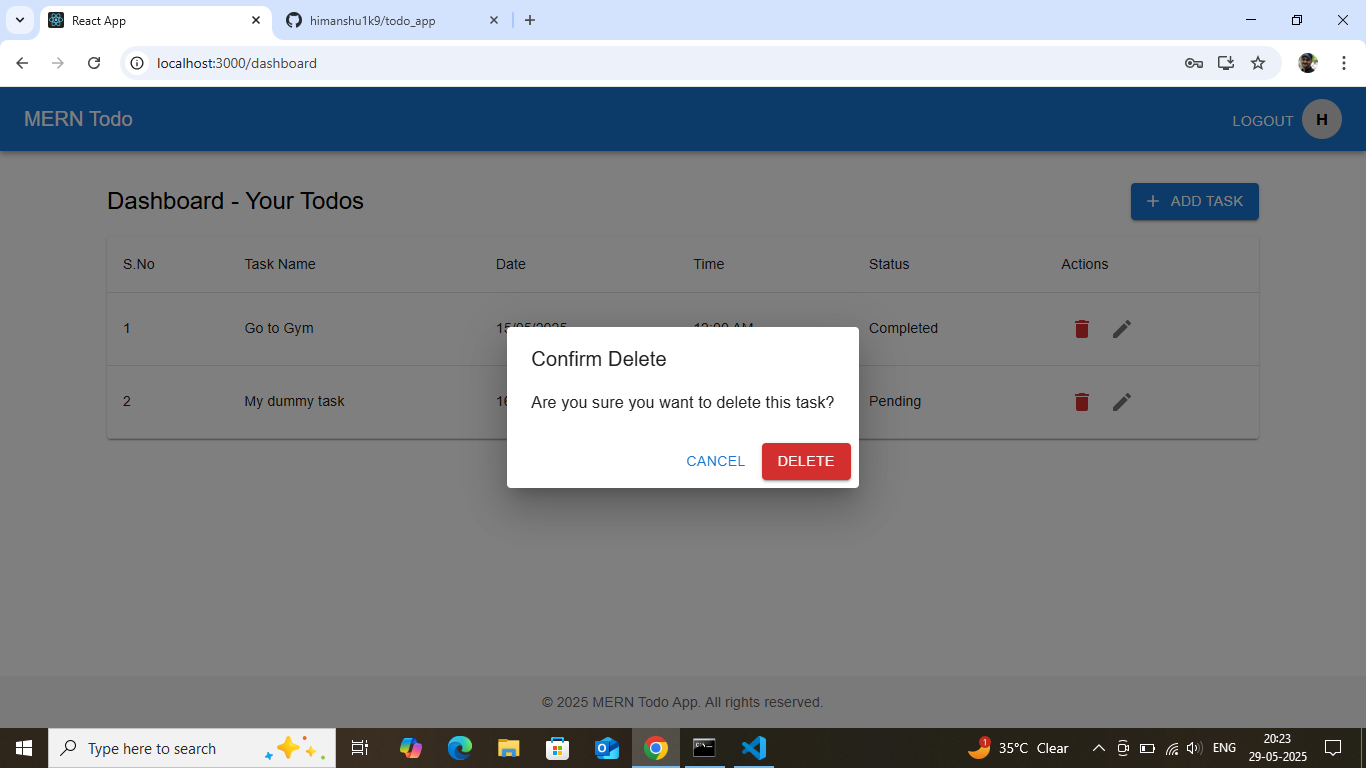 React App
himanshu1k9/todo_app
localhost:3000/dashboard
MERN Todo
LOGOUT
H
Dashboard - Your Todos
ADD TASK
S.No Task Name Date Time Status Actions
1 Go to Gym 15/05/2025 12:00 AM Completed
2 My dummy task 16 Pending
Confirm Delete
Are you sure you want to delete this task?
CANCEL DELETE
© 2025 MERN Todo App. All rights reserved.
Type here to search
1
35°C Clear
ENG
20:23
29-05-2025